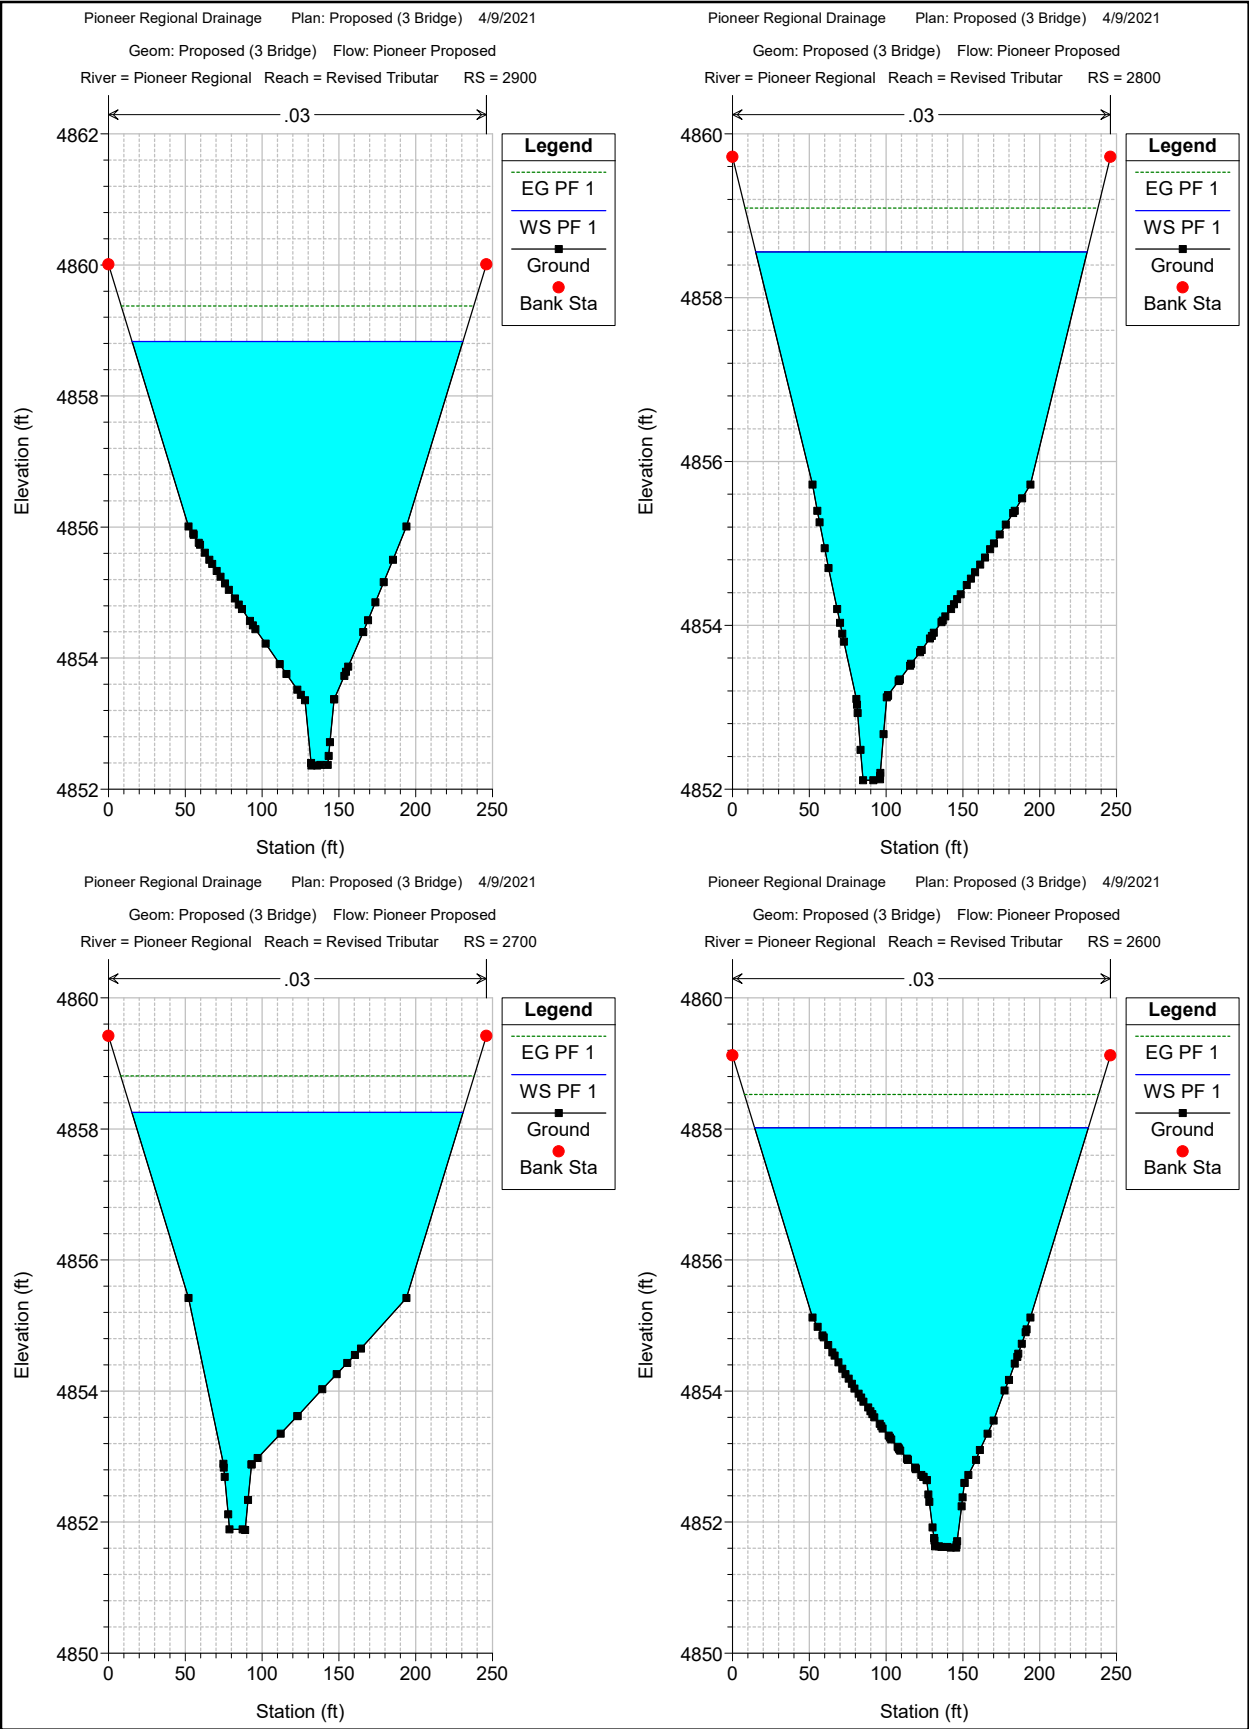 Pioneer Regional Drainage Plan: Proposed (3 Bridge) 4/9/2021
Geom: Proposed (3 Bridge) Flow: Pioneer Proposed
River = Pioneer Regional Reach = Revised Tributar RS = 2900
.03
4862
4860
4858
4856
4854
4852
0 50 100 150 200 250
Station (ft)
Elevation (ft)
Legend
EG PF 1
WS PF 1
Ground
Bank Sta
Pioneer Regional Drainage Plan: Proposed (3 Bridge) 4/9/2021
Geom: Proposed (3 Bridge) Flow: Pioneer Proposed
River = Pioneer Regional Reach = Revised Tributar RS = 2800
.03
4860
4858
4856
4854
4852
0 50 100 150 200 250
Station (ft)
Elevation (ft)
Legend
EG PF 1
WS PF 1
Ground
Bank Sta
Pioneer Regional Drainage Plan: Proposed (3 Bridge) 4/9/2021
Geom: Proposed (3 Bridge) Flow: Pioneer Proposed
River = Pioneer Regional Reach = Revised Tributar RS = 2700
.03
4860
4858
4856
4854
4852
4850
0 50 100 150 200 250
Station (ft)
Elevation (ft)
Legend
EG PF 1
WS PF 1
Ground
Bank Sta
Pioneer Regional Drainage Plan: Proposed (3 Bridge) 4/9/2021
Geom: Proposed (3 Bridge) Flow: Pioneer Proposed
River = Pioneer Regional Reach = Revised Tributar RS = 2600
.03
4860
4858
4856
4854
4852
4850
0 50 100 150 200 250
Station (ft)
Elevation (ft)
Legend
EG PF 1
WS PF 1
Ground
Bank Sta